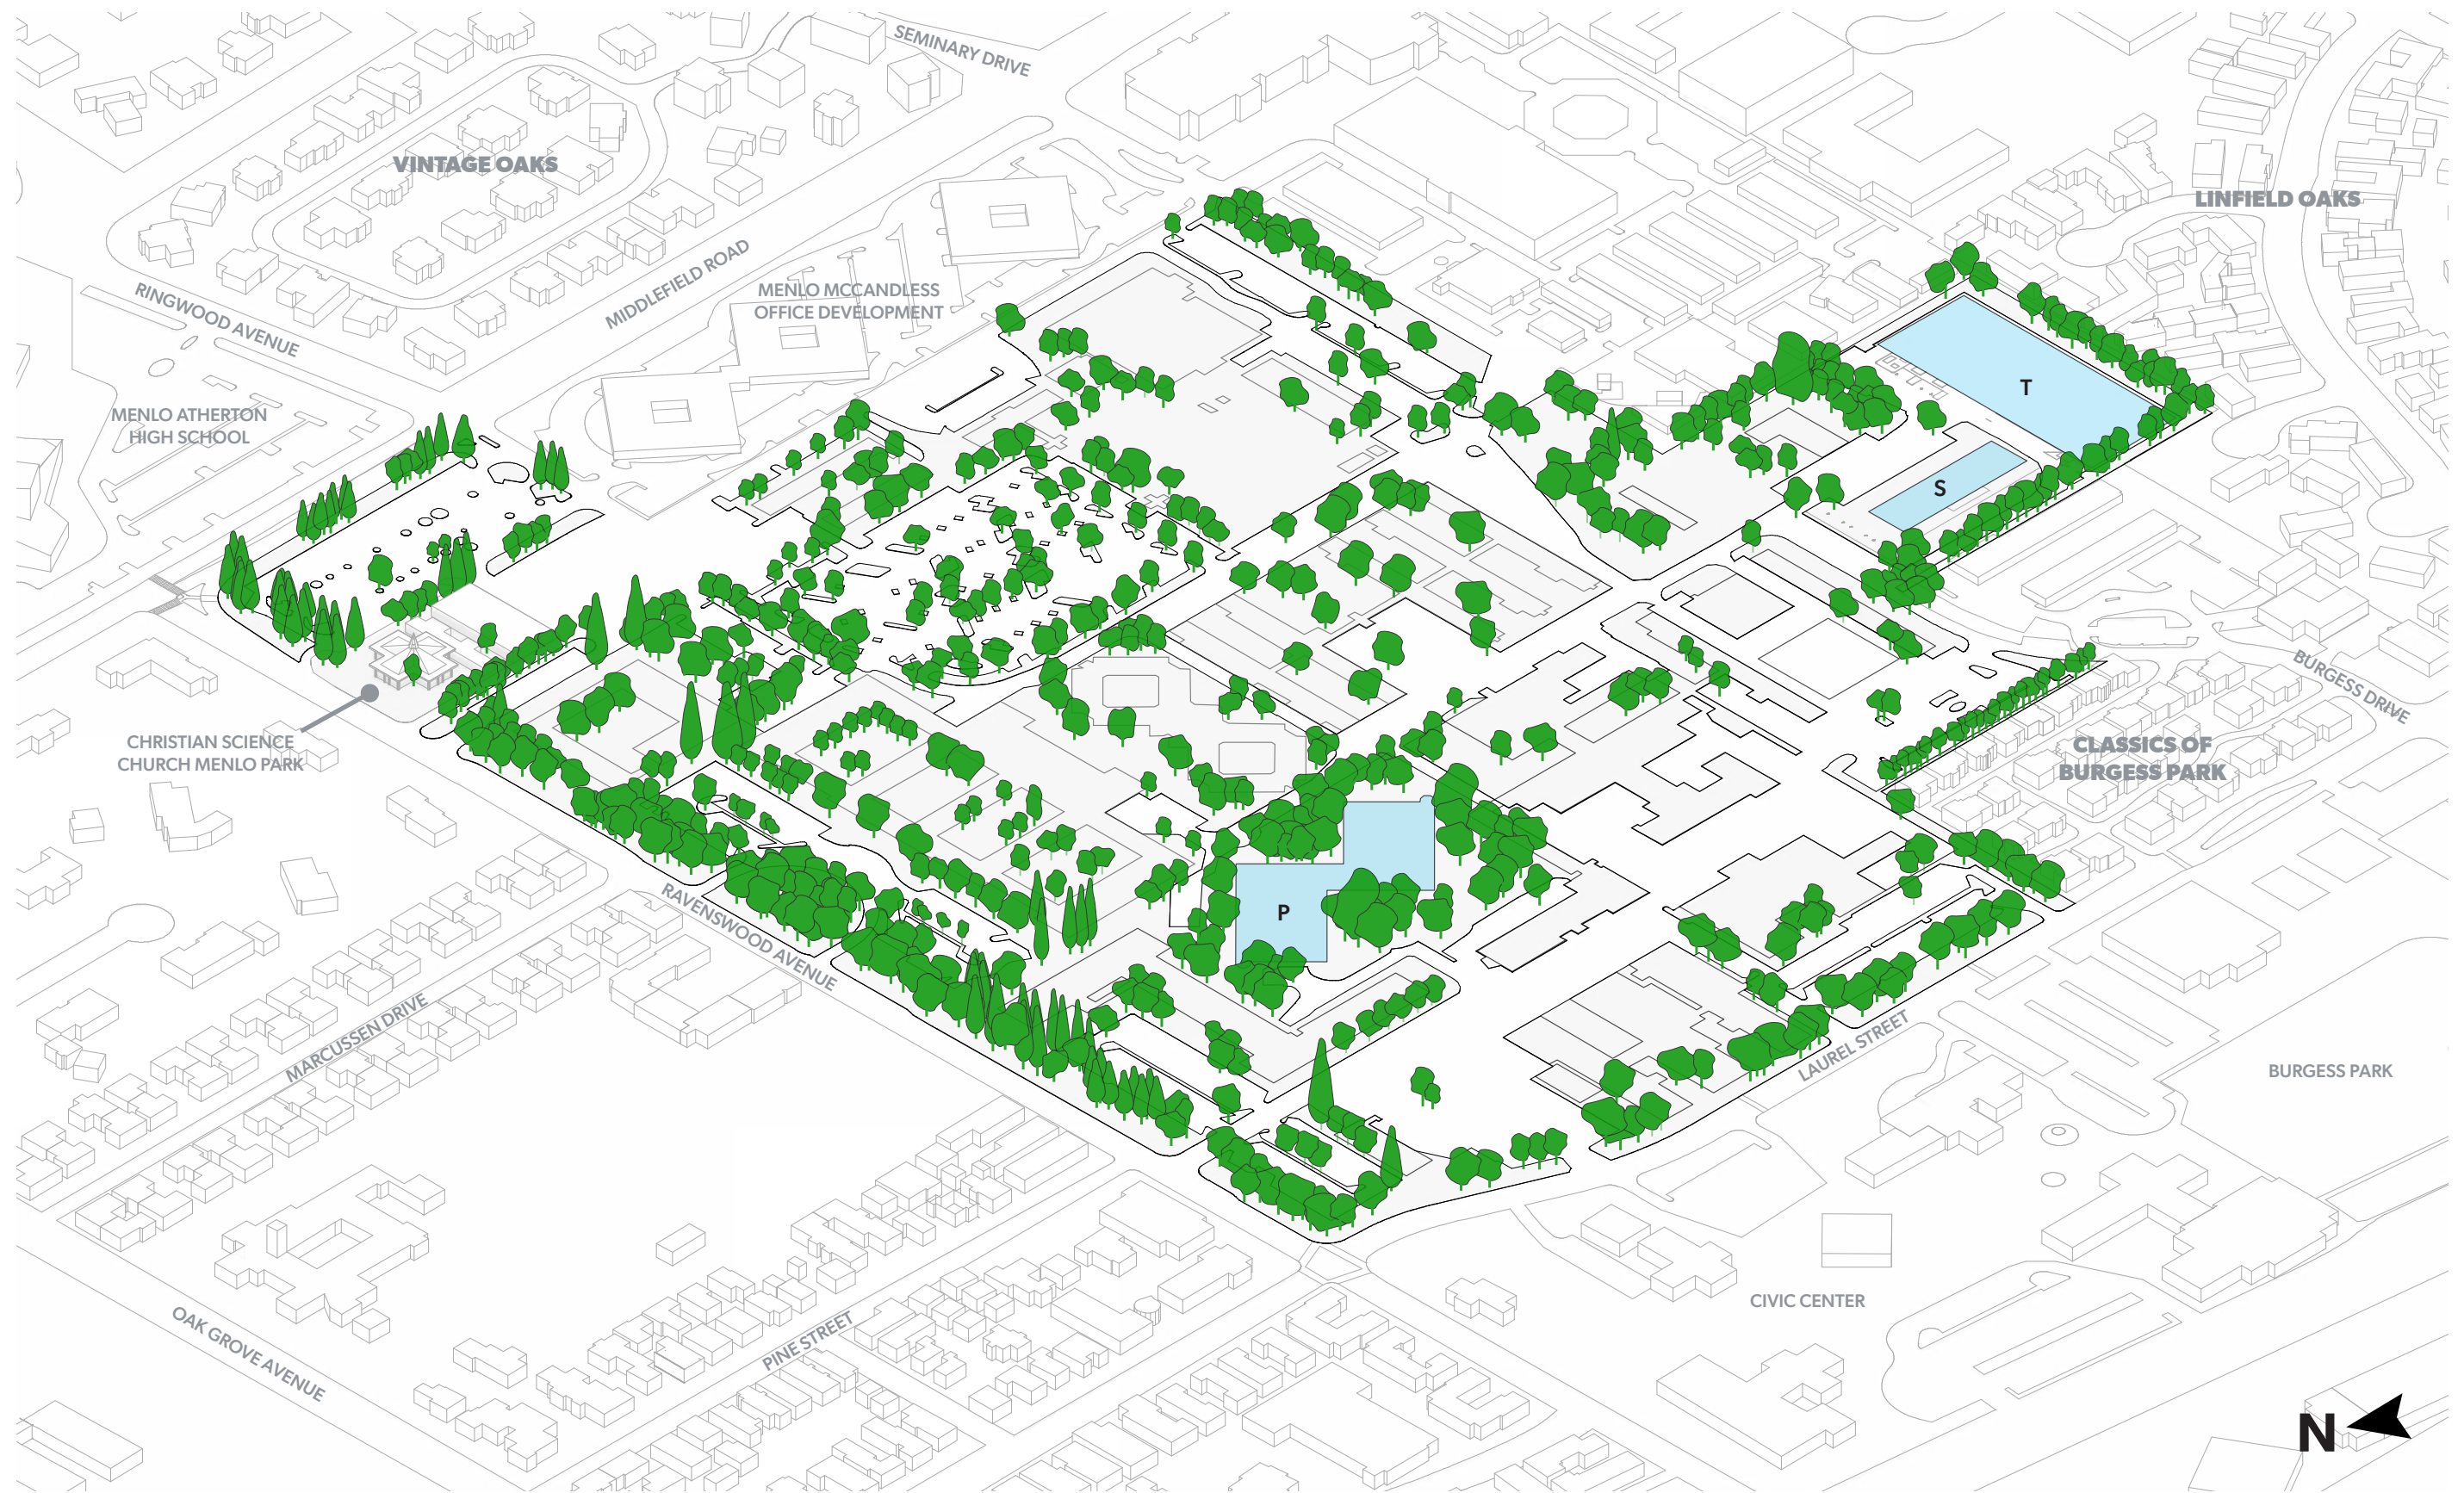 SEMINARY DRIVE
VINTAGE OAKS
LINFIELD OAKS
MIDDLEFIELD ROAD
MENLO MCCANDLESS
OFFICE DEVELOPMENT
RINGWOOD AVENUE
T
MENLO ATHERTON
HIGH SCHOOL
S
BURGESS DRIVE
CHRISTIAN SCIENCE
CHURCH MENLO PARK
CLASSICS OF
BURGESS PARK
P
RAVENSWOOD AVENUE
MARCUSSEN DRIVE
LAUREL STREET
BURGESS PARK
CIVIC CENTER
PINE STREET
OAK GROVE AVENUE
N